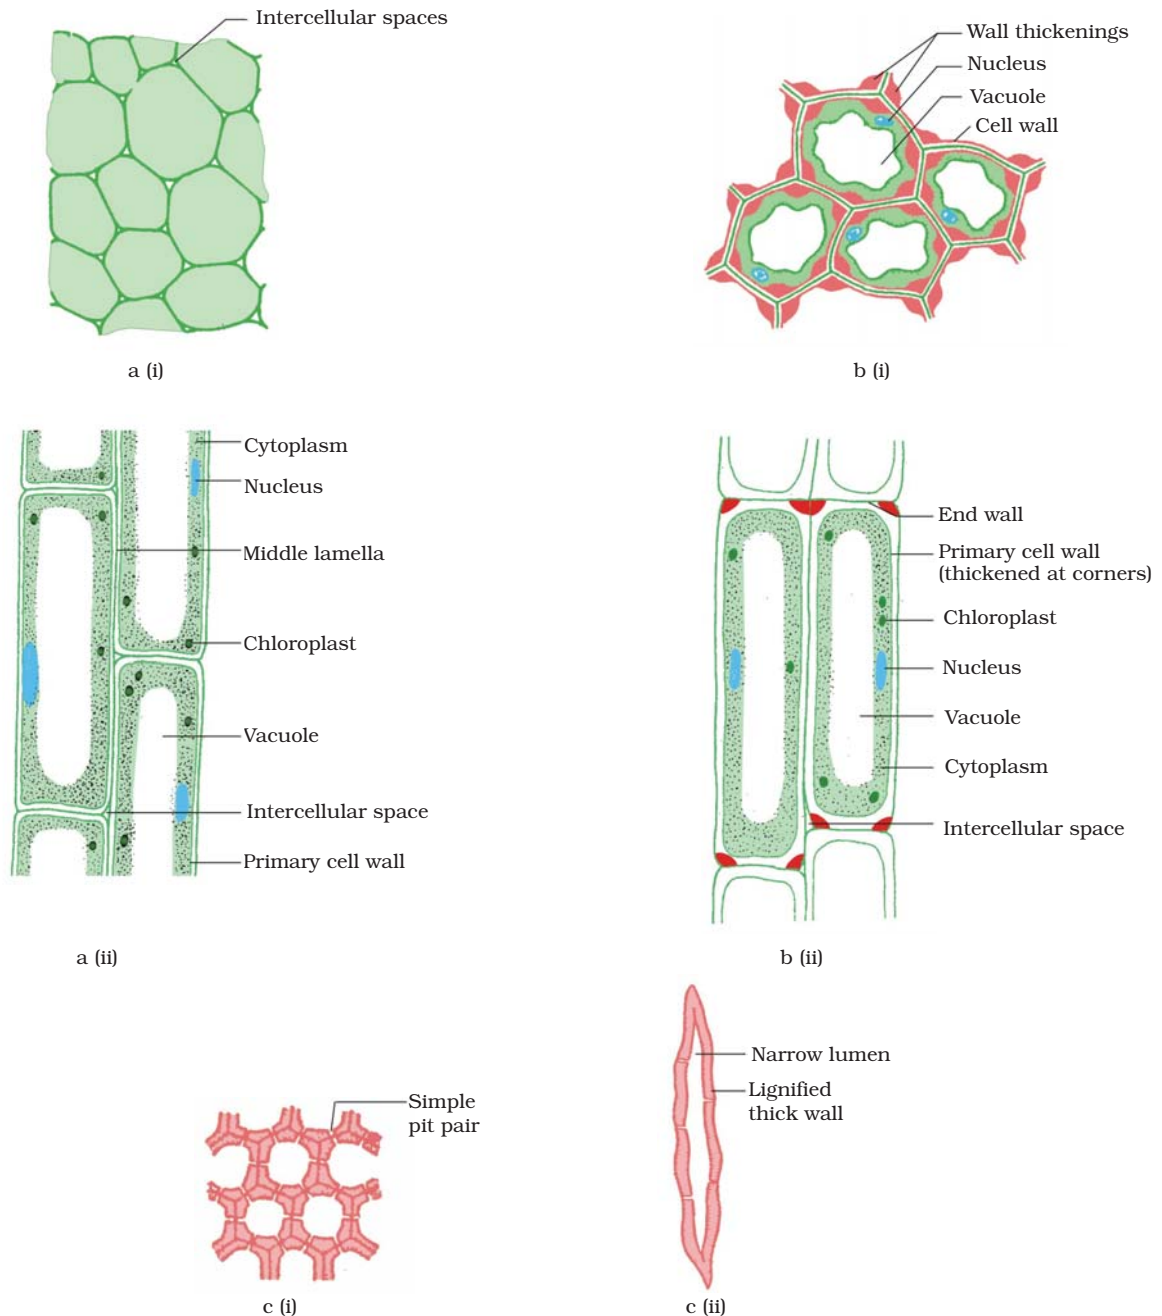 Intercellular spaces
a (i)
Wall thickenings
Nucleus
Vacuole
Cell wall
b (i)
Cytoplasm
Nucleus
Middle lamella
Chloroplast
Vacuole
Intercellular space
Primary cell wall
a (ii)
End wall
Primary cell wall
(thickened at corners)
Chloroplast
Nucleus
Vacuole
Cytoplasm
Intercellular space
b (ii)
Simple
pit pair
c (i)
Narrow lumen
Lignified
thick wall
c (ii)